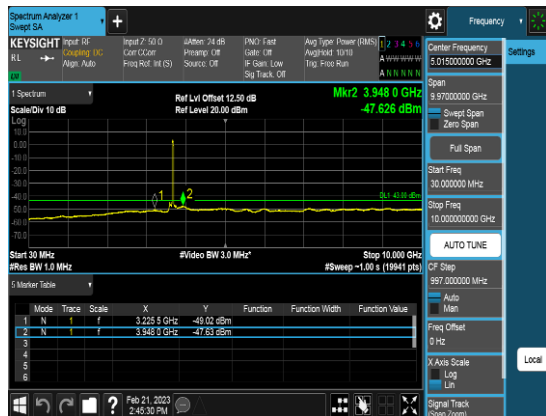 Spectrum Analyzer 1
Swept SA
Frequency
KEYSIGHT
Input: RF
Coupling: DC
Align: Auto
Input Z: 50 Ω
Corr CCorr
Freq Ref: Int (S)
#Atten: 24 dB
Preamp: Off
Source: Off
PNO: Fast
Gate: Off
IF Gain: Low
Sig Track: Off
Avg Type: Power (RMS)
Avg|Hold: 10/10
Trig: Free Run
1 2 3 4 5 6
A W W W W W
A N N N N N
RL
LV
Center Frequency
5.015000000 GHz
Settings
1 Spectrum
Scale/Div 10 dB
Ref Lvl Offset 12.50 dB
Ref Level 20.00 dBm
Mkr2 3.948 0 GHz
-47.626 dBm
Span
9.97000000 GHz
Swept Span
Zero Span
Full Span
Log
10.0
0.00
-10.0
-20.0
-30.0
-40.0
-50.0
-60.0
-70.0
1
2
DL1 -43.00 dBm
Start Freq
30.000000 MHz
Stop Freq
10.000000000 GHz
AUTO TUNE
Start 30 MHz
#Res BW 1.0 MHz
#Video BW 3.0 MHz*
Stop 10.000 GHz
#Sweep ~1.00 s (19941 pts)
CF Step
997.000000 MHz
Auto
Man
5 Marker Table
Mode Trace Scale X Y Function Function Width Function Value
1 N 1 f 3.225 5 GHz -49.02 dBm
2 N 1 f 3.948 0 GHz -47.63 dBm
3
4
5
6
Freq Offset
0 Hz
X Axis Scale
Log
Lin
Local
Signal Track
(Span Zoom)
?
Feb 21, 2023
2:45:30 PM